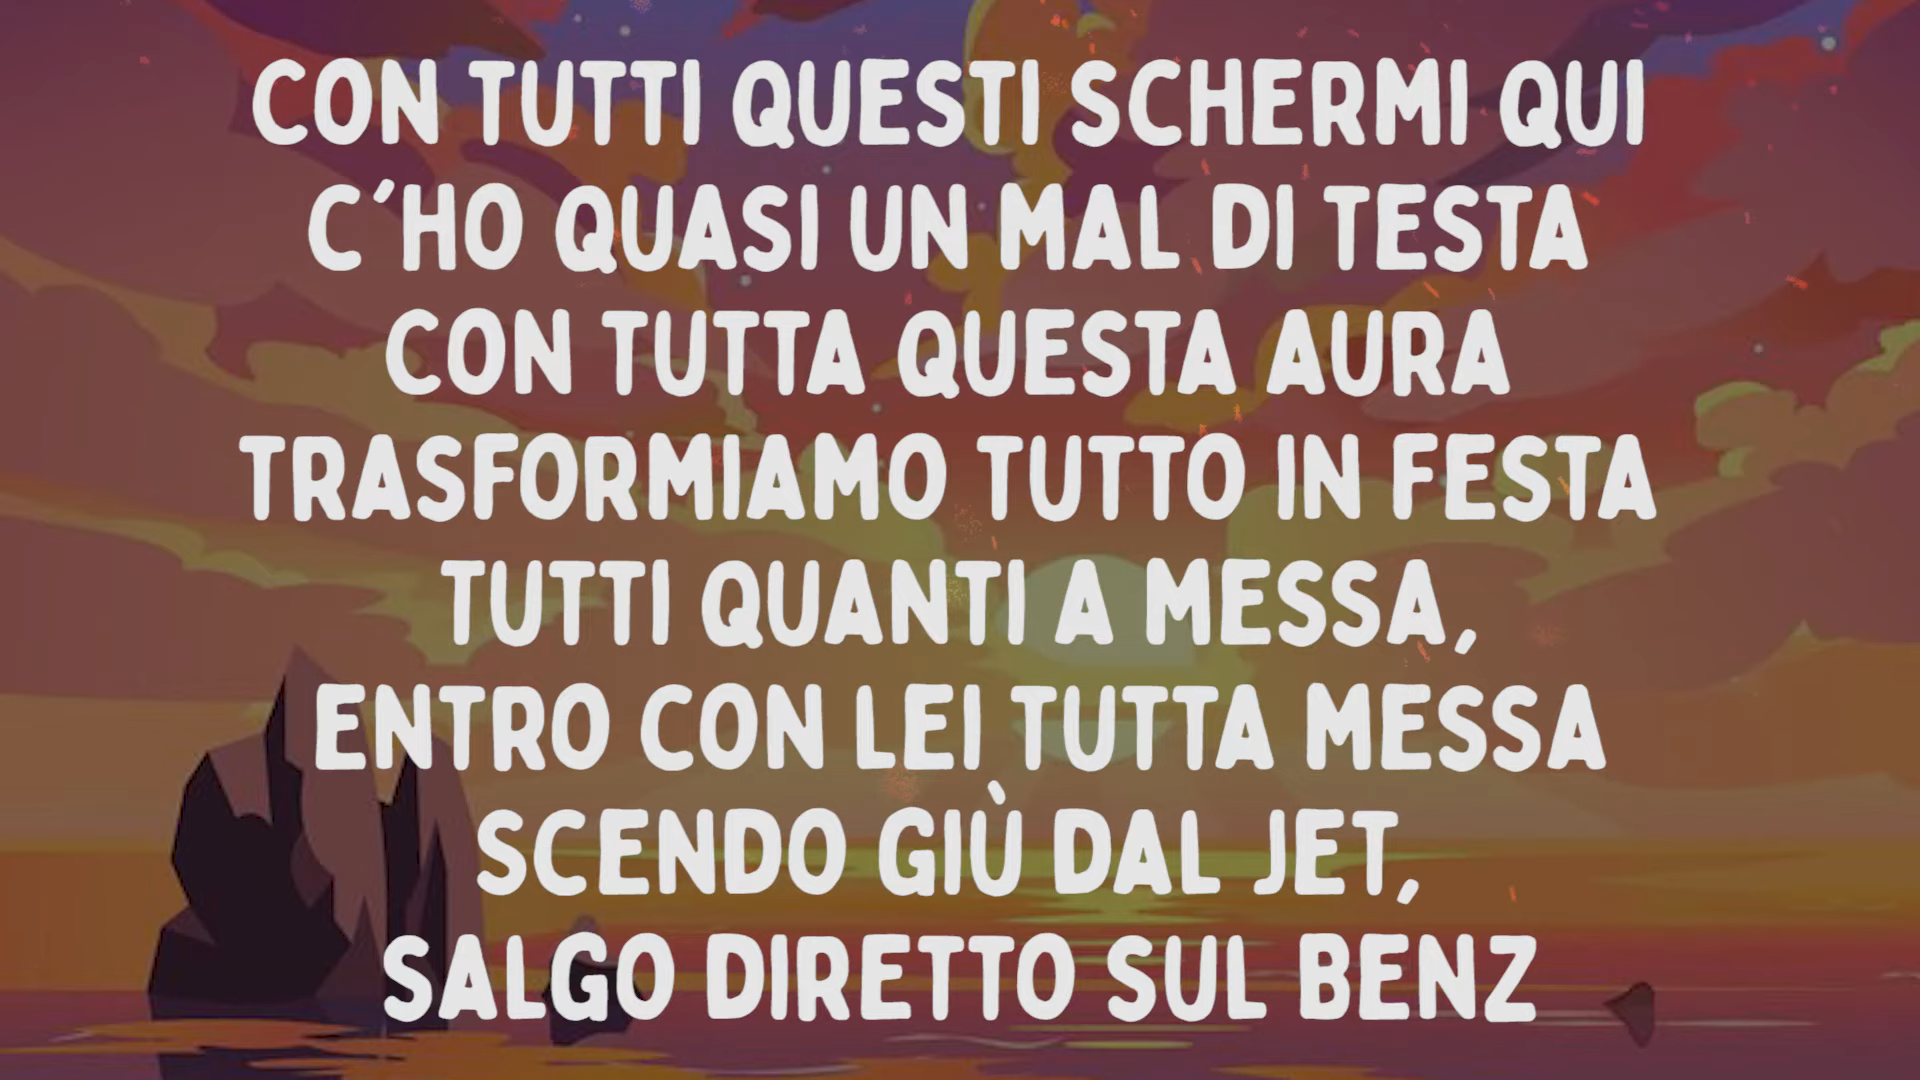 CON TUTTI QUESTI SCHERMI QUI
C´HO QUASI UN MAL DI TESTA
CON TUTTA QUESTA AURA
TRASFORMIAMO TUTTO IN FESTA
TUTTI QUANTI A MESSA,
ENTRO CON LEI TUTTA MESSA
SCENDO GIÙ DAL JET,
SALGO DIRETTO SUL BENZ